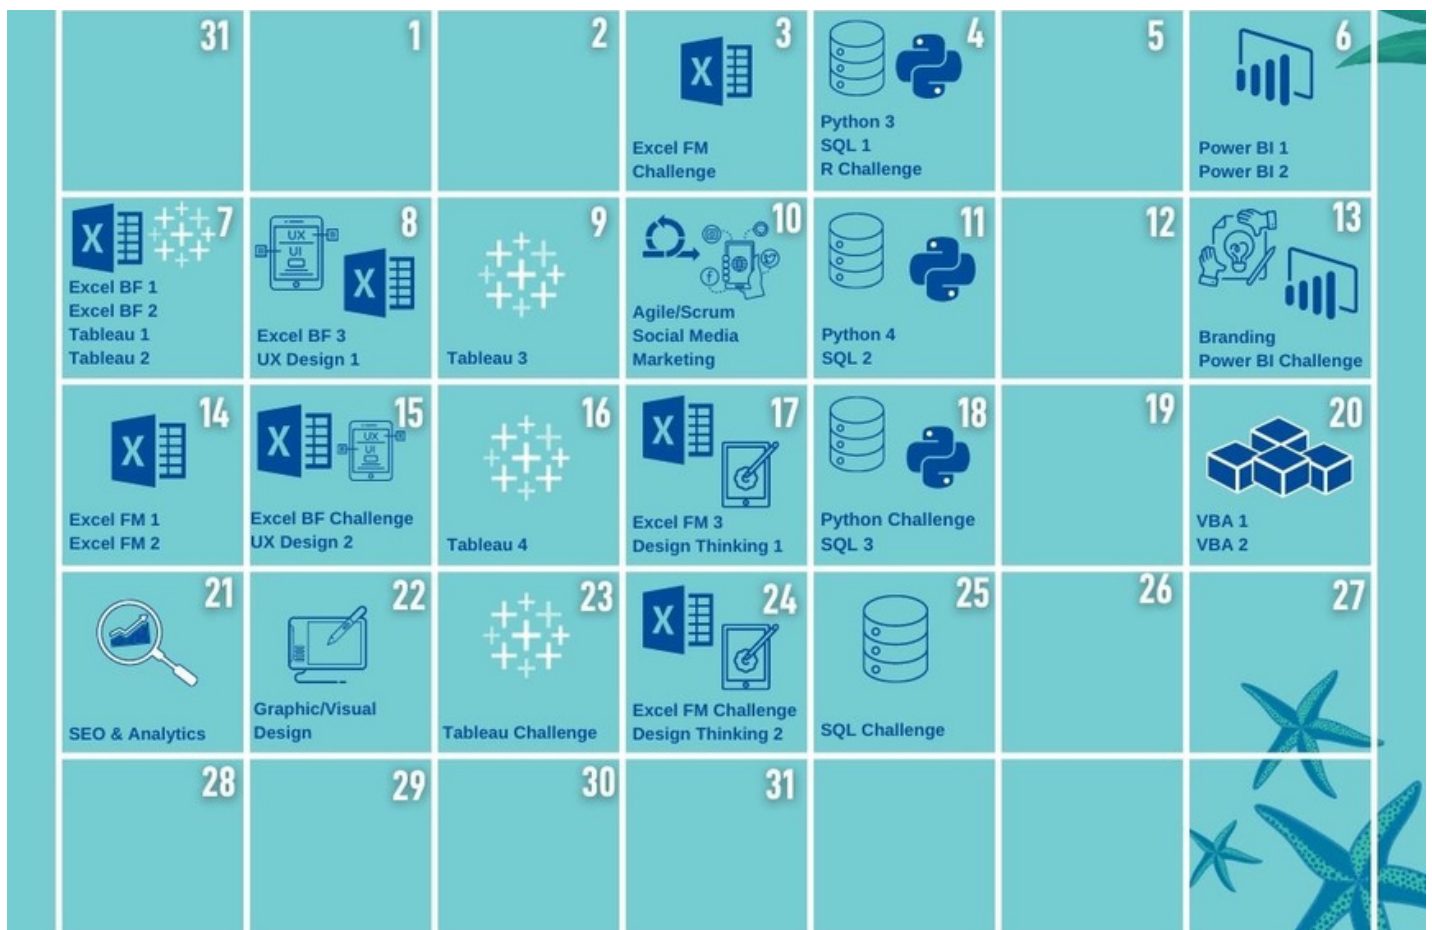 31
1
2
3
4
5
6
X
Excel FM
Challenge
Python 3
SQL 1
R Challenge
Power BI 1
Power BI 2
7
8
9
10
11
12
13
X
Excel BF 1
Excel BF 2
Tableau 1
Tableau 2
UX
UI
X
Excel BF 3
UX Design 1
Tableau 3
f
Agile/Scrum
Social Media
Marketing
Python 4
SQL 2
Branding
Power BI Challenge
14
15
16
17
18
19
20
X
Excel FM 1
Excel FM 2
X
UX
UI
Excel BF Challenge
UX Design 2
Tableau 4
X
Excel FM 3
Design Thinking 1
Python Challenge
SQL 3
VBA 1
VBA 2
21
22
23
24
25
26
27
SEO & Analytics
Graphic/Visual
Design
Tableau Challenge
X
Excel FM Challenge
Design Thinking 2
SQL Challenge
28
29
30
31